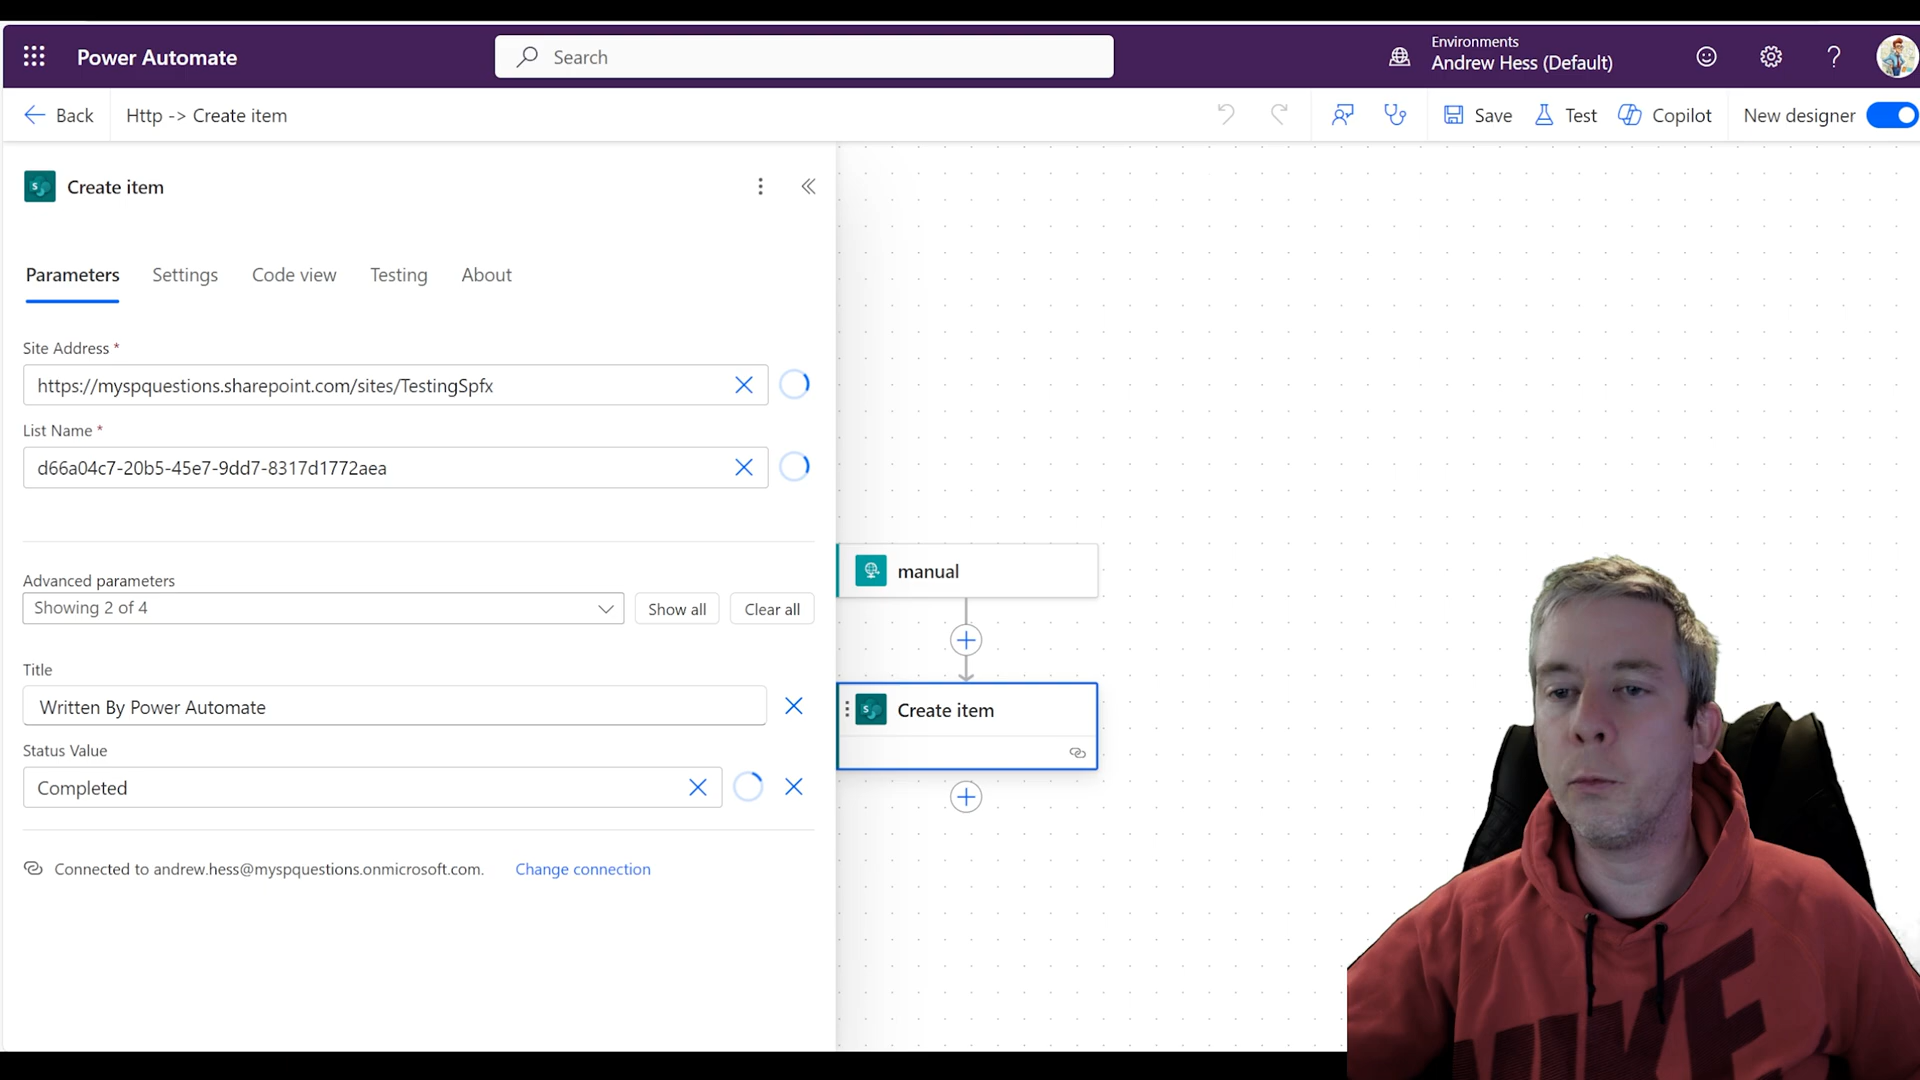 Power Automate
Search
Environments
Andrew Hess (Default)
Back
Http -> Create item
Save
Test
Copilot
New designer
Create item
Parameters
Settings
Code view
Testing
About
Site Address *
https://myspquestions.sharepoint.com/sites/TestingSpfx
List Name *
d66a04c7-20b5-45e7-9dd7-8317d1772aea
Advanced parameters
Showing 2 of 4
Show all
Clear all
Title
Written By Power Automate
Status Value
Completed
Connected to andrew.hess@myspquestions.onmicrosoft.com.
Change connection
manual
Create item
NIKE